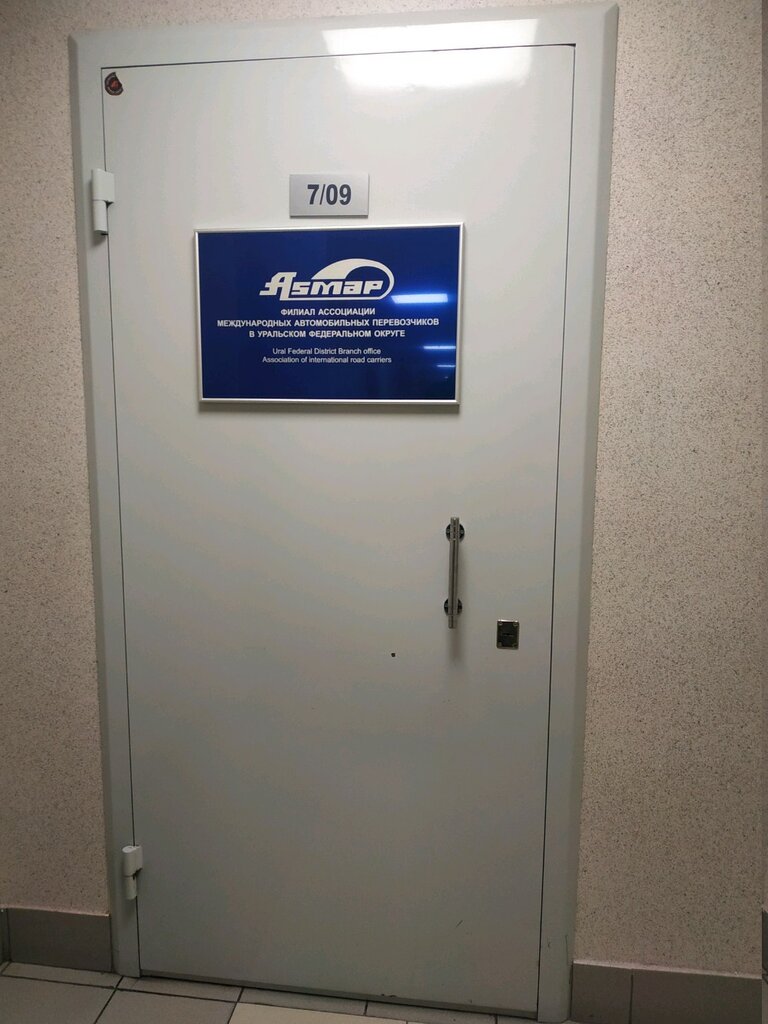 7/09
Asmap
ФИЛИАЛ АССОЦИАЦИИ
МЕЖДУНАРОДНЫХ АВТОМОБИЛЬНЫХ ПЕРЕВОЗЧИКОВ
В УРАЛЬСКОМ ФЕДЕРАЛЬНОМ ОКРУГЕ
Ural Federal District Branch office
Association of international road carriers